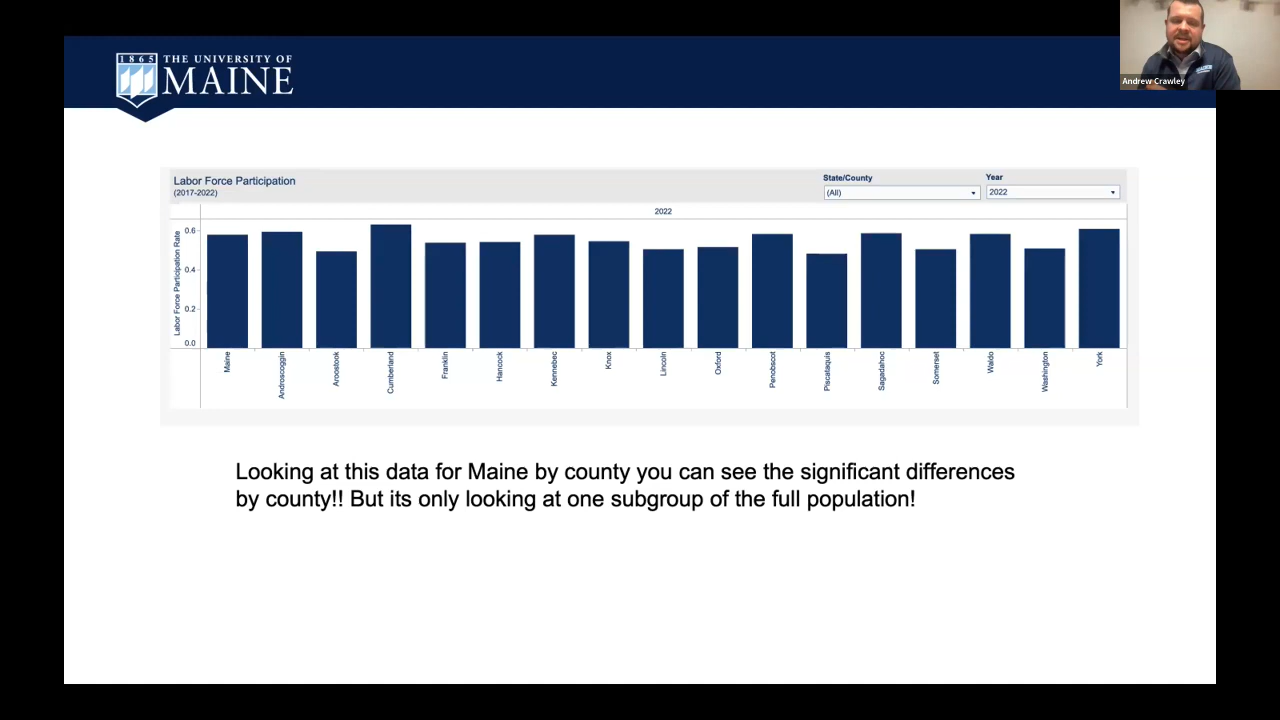 1865
THE UNIVERSITY OF
MAINE
Andrew Crawley
Labor Force Participation
(2017-2022)
State/County
(All)
Year
2022
2022
Labor Force Participation Rate
0.6
0.4
0.2
0.0
Maine
Androscoggin
Aroostook
Cumberland
Franklin
Hancock
Kennebec
Knox
Lincoln
Oxford
Penobscot
Piscataquis
Sagadahoc
Somerset
Waldo
Washington
York
Looking at this data for Maine by county you can see the significant differences
by county!! But its only looking at one subgroup of the full population!